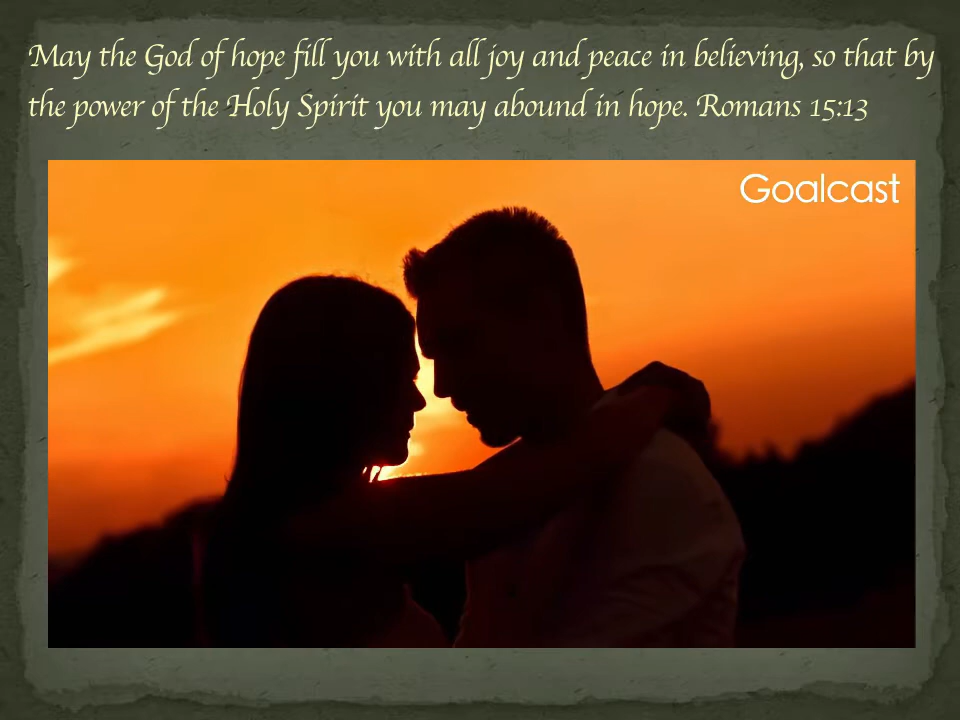 May the God of hope fill you with all joy and peace in believing, so that by
the power of the Holy Spirit you may abound in hope. Romans 15:13
Goalcast